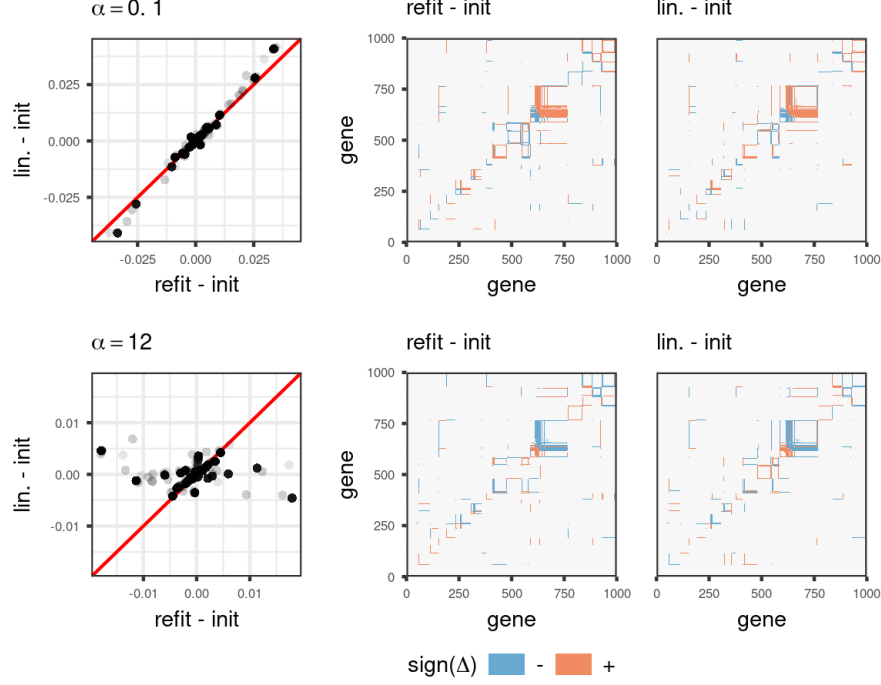 α = 0. 1
refit - init
lin. - init
0.025
0.000
-0.025
lin. - init
-0.025 0.000 0.025
refit - init
1000
750
500
250
0
gene
0 250 500 750 1000
gene
0 250 500 750 1000
gene
α = 12
refit - init
lin. - init
0.01
0.00
-0.01
lin. - init
-0.01 0.00 0.01
refit - init
1000
750
500
250
0
gene
0 250 500 750 1000
gene
0 250 500 750 1000
gene
sign(Δ) - +